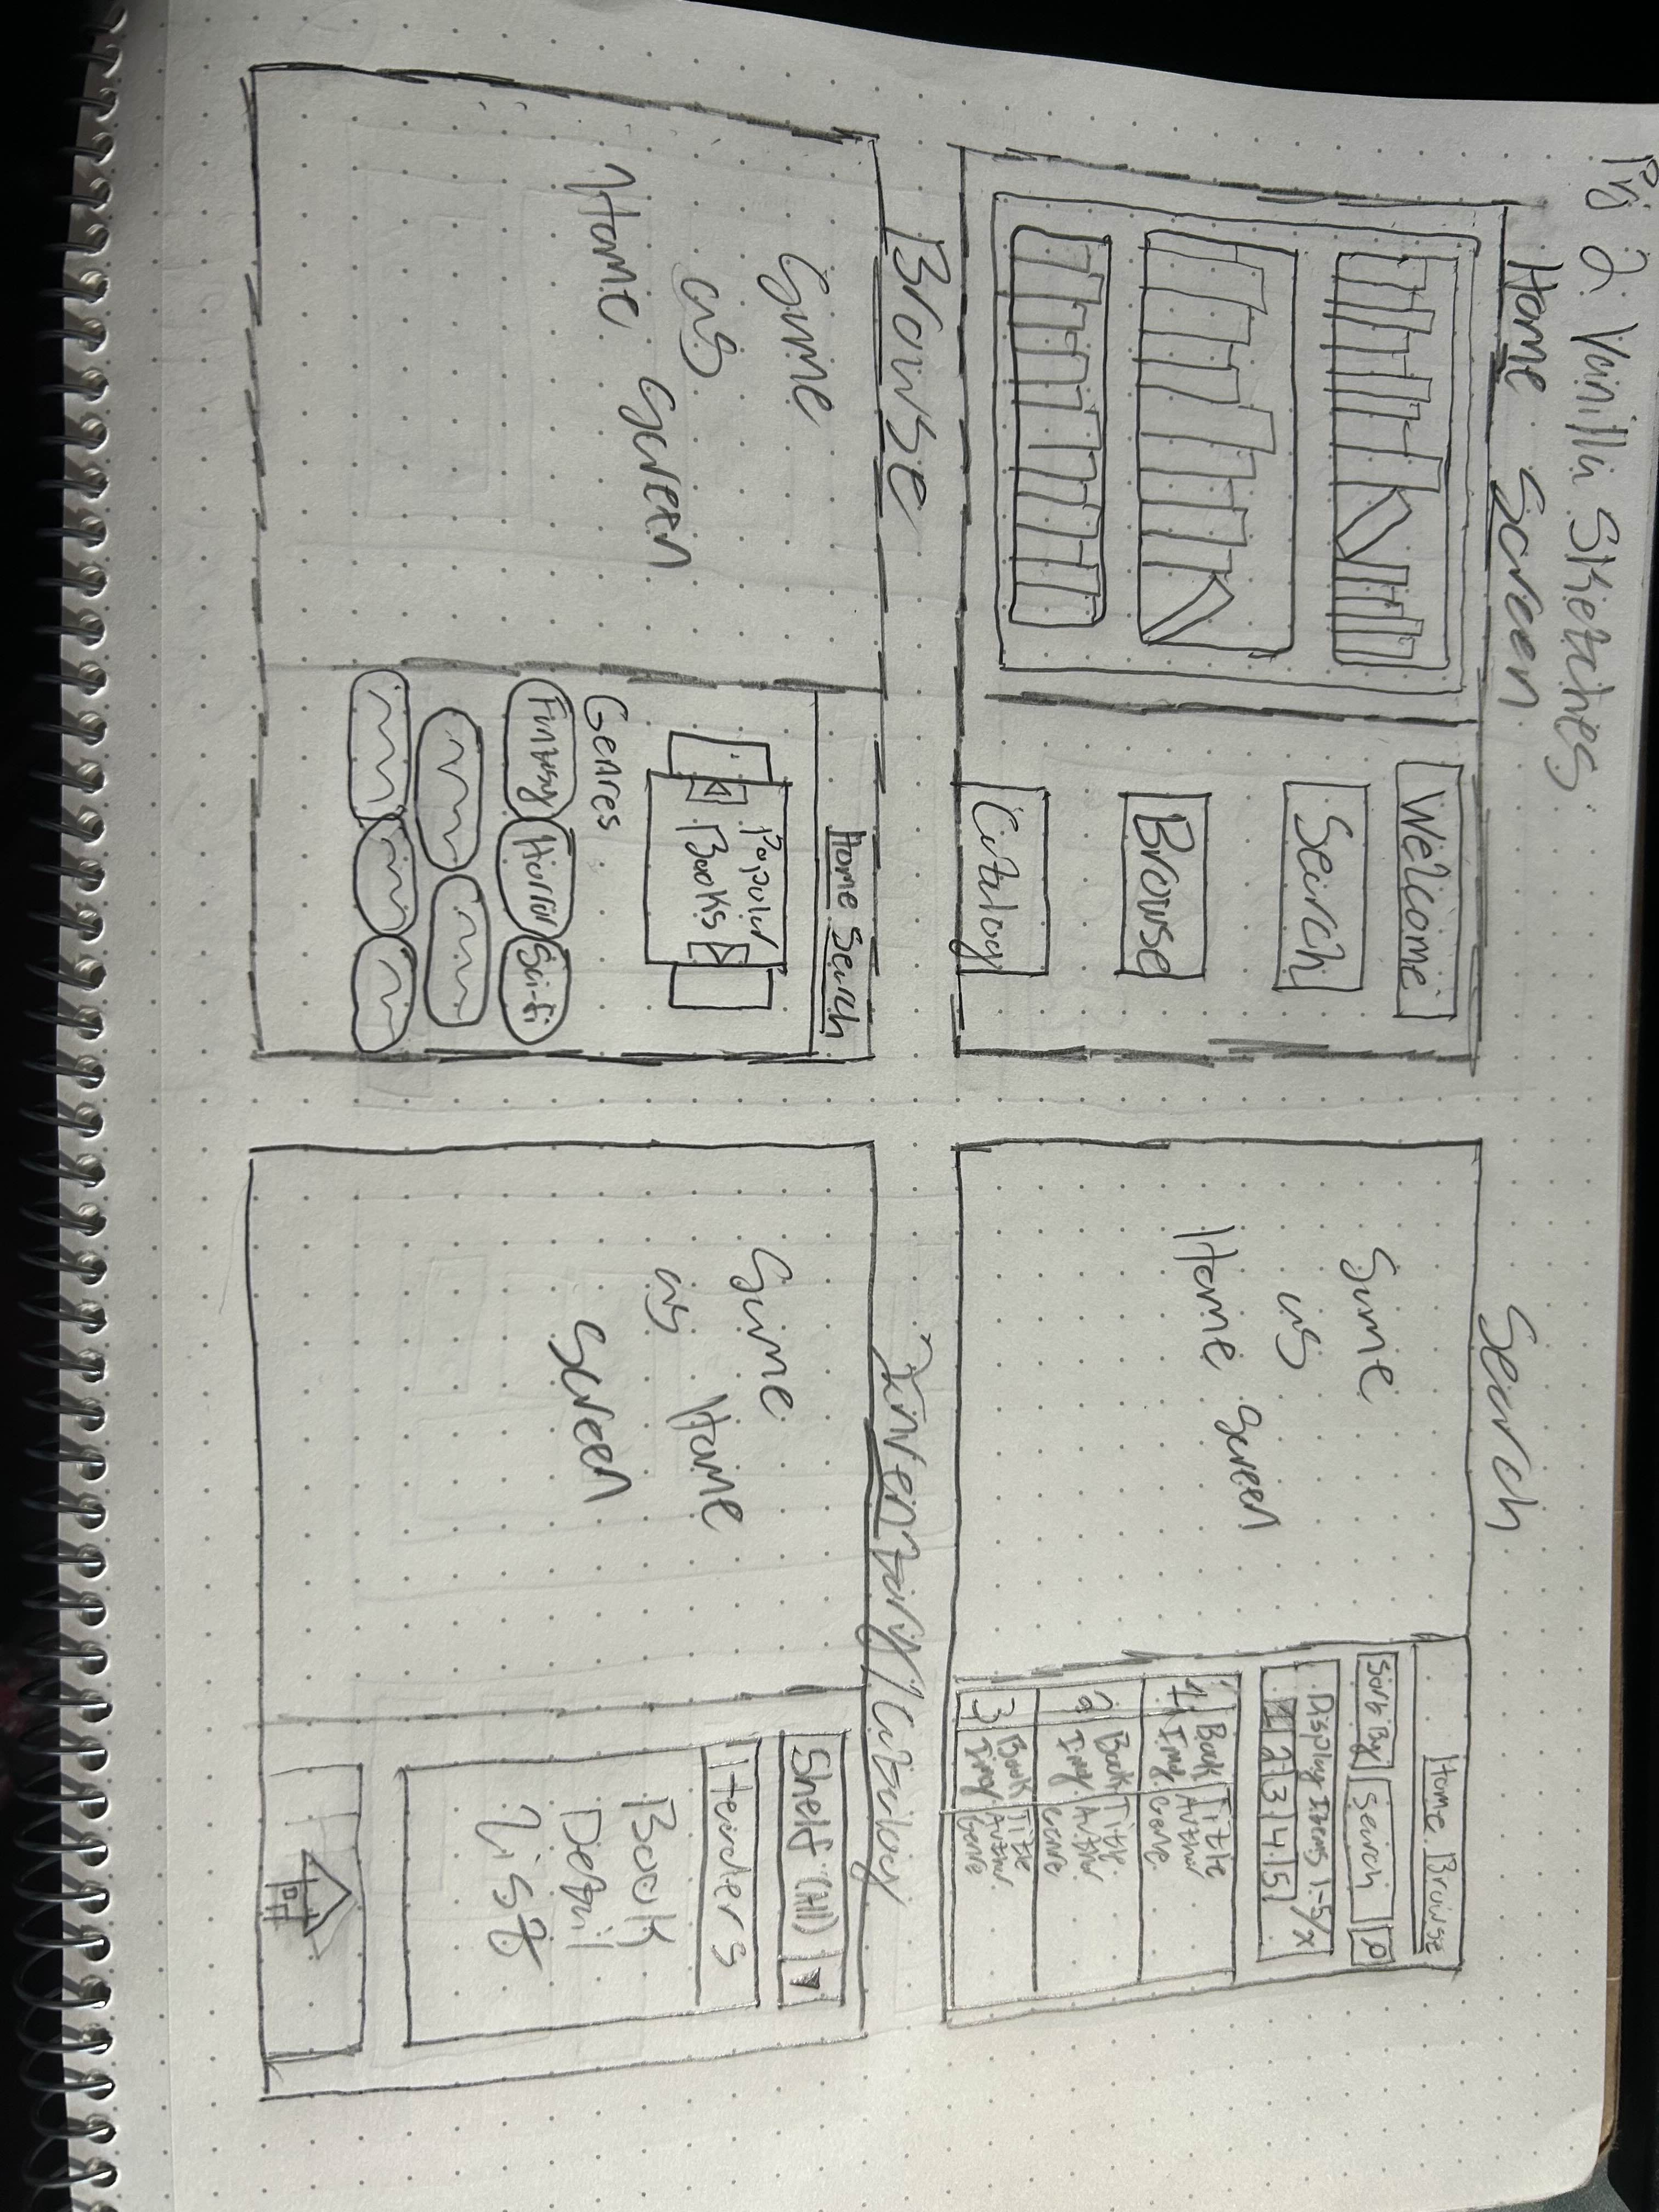 Prj 2 Vanilla Sketches
Home Screen
Welcome
Search
Browse
Catalog
Search
Same
as
Home Screen
Home Browse
Sort By Search
Display Items 1-5/x
1 2 3 4 5
1 Book Img. Title Author Genre
2 Book Img. Title Author Genre
3 Book Img. Title Author Genre
Browse
Same
as
Home Screen
Home Search
Popular
Books
Genres
Fantasy Horror Sci-fi
Inventory/Catalog
Same
as Home
Screen
Shelf (All)
Headers
Book
Detail
List